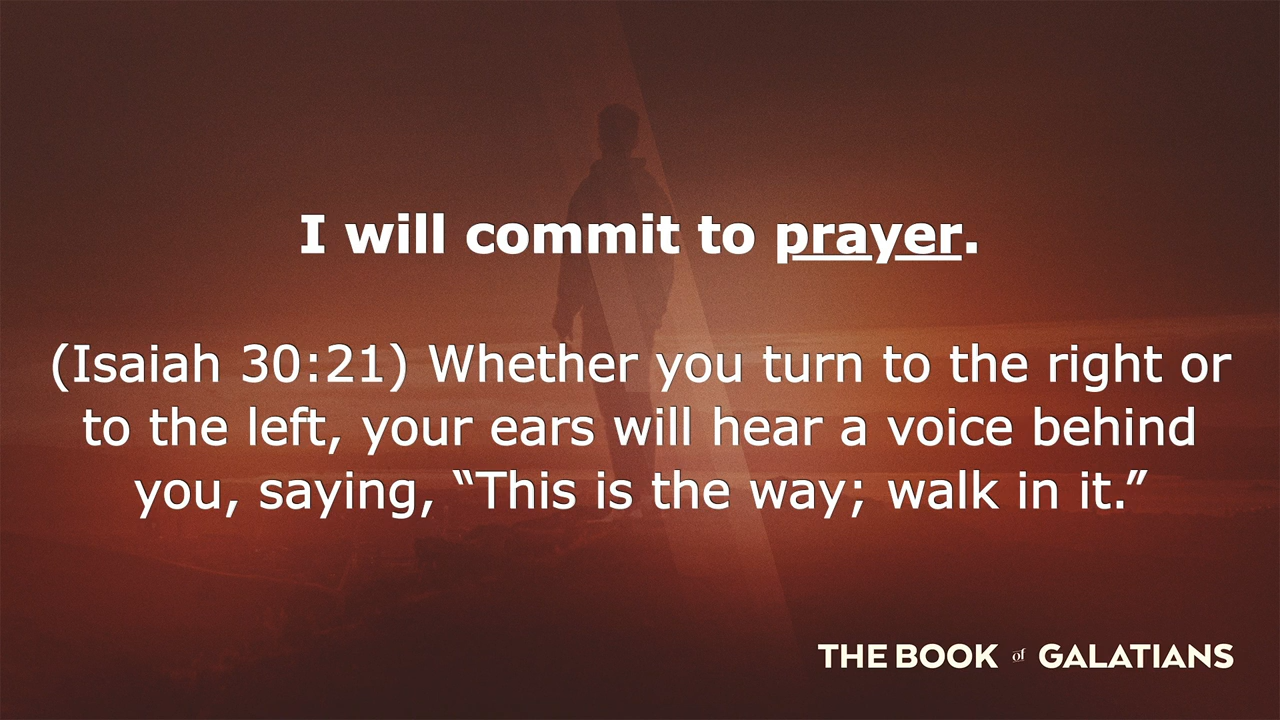 I will commit to prayer.
(Isaiah 30:21) Whether you turn to the right or
to the left, your ears will hear a voice behind
you, saying, “This is the way; walk in it.”
THE BOOK of GALATIANS